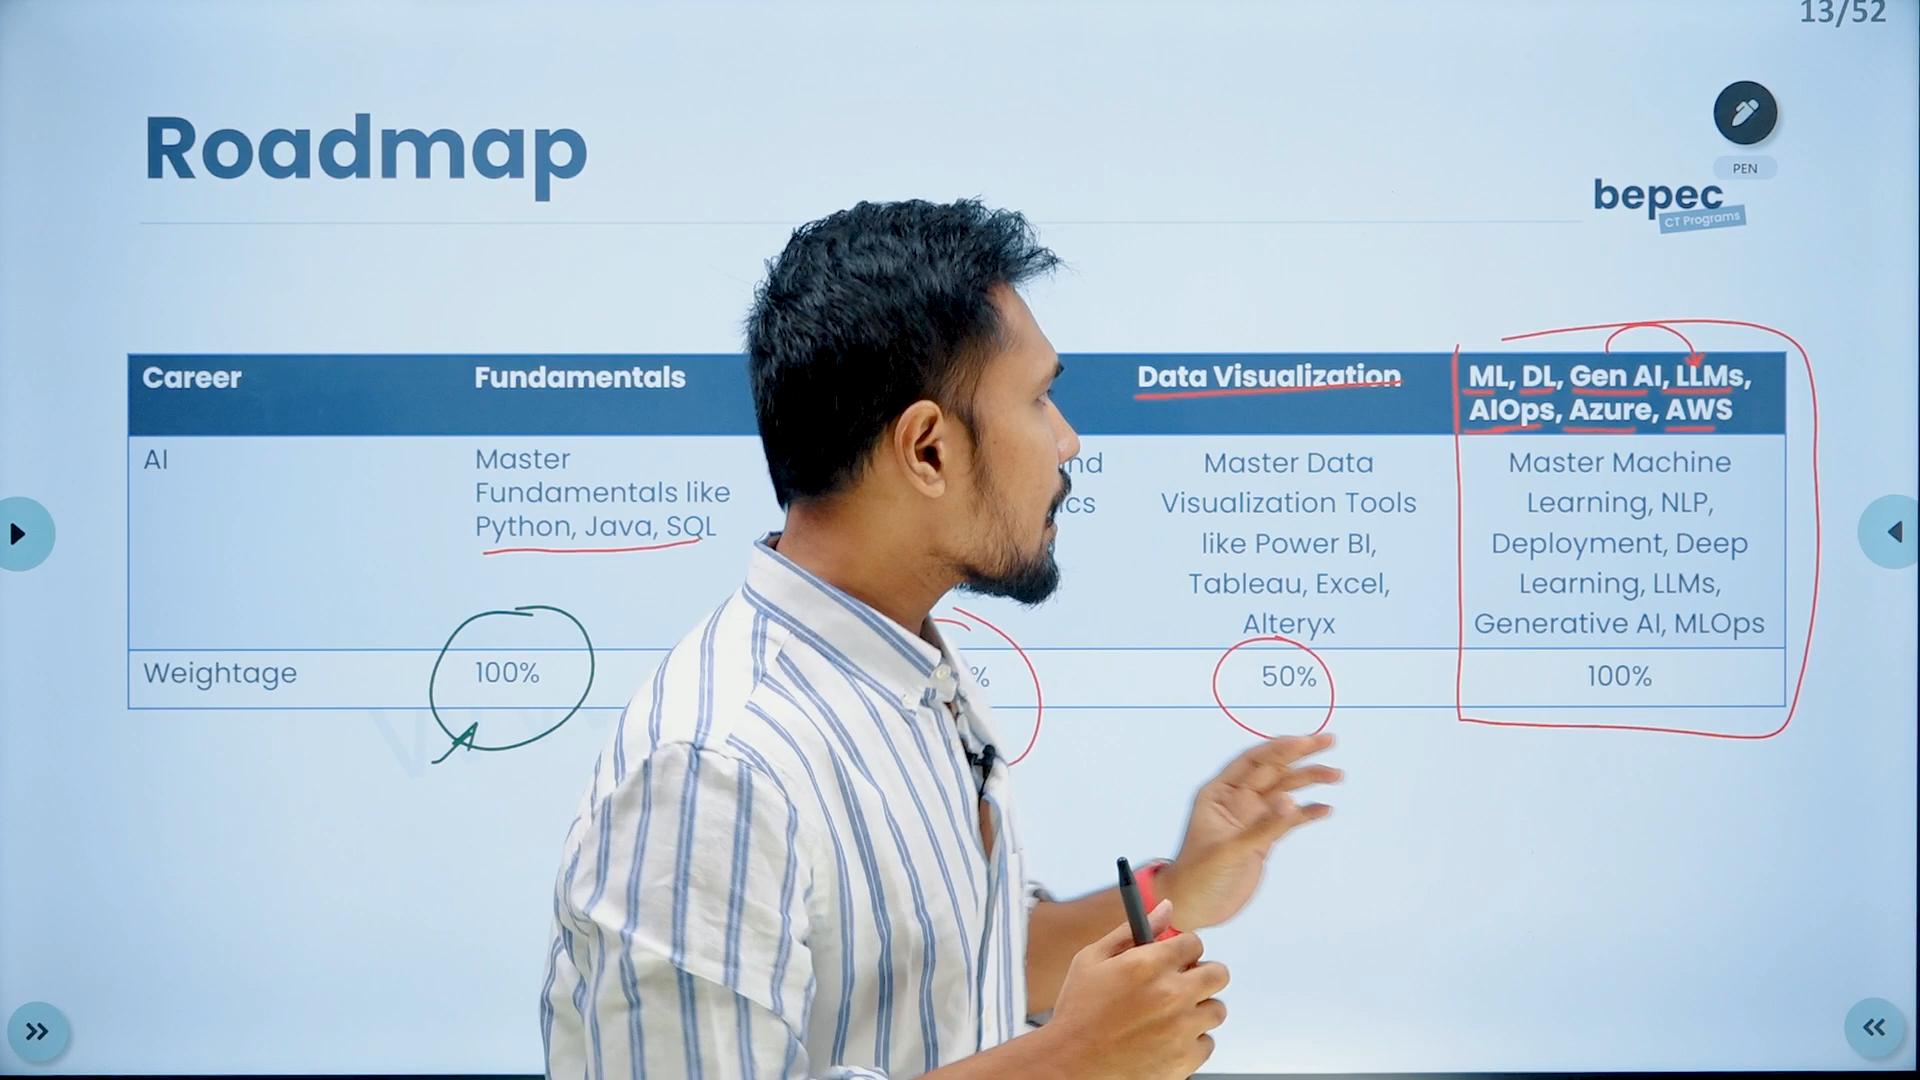 13/52
Roadmap
PEN
bepec
CT Programs
Career
Fundamentals
Data Visualization
ML, DL, Gen AI, LLMs,
AIOps, Azure, AWS
AI
Master
Fundamentals like
Python, Java, SQL
Master Data
Visualization Tools
like Power BI,
Tableau, Excel,
Alteryx
Master Machine
Learning, NLP,
Deployment, Deep
Learning, LLMs,
Generative AI, MLOps
Weightage
100%
%
50%
100%